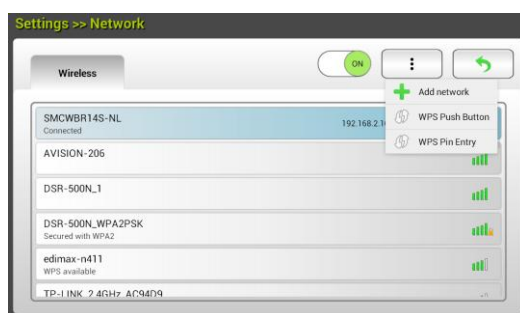 Settings >> Network
Wireless
ON
Add network
WPS Push Button
WPS Pin Entry
SMCWBR14S-NL
Connected
192.168.2.1
AVISION-206
DSR-500N_1
DSR-500N_WPA2PSK
Secured with WPA2
edimax-n411
WPS available
TP-LINK_2.4GHz_AC94D9